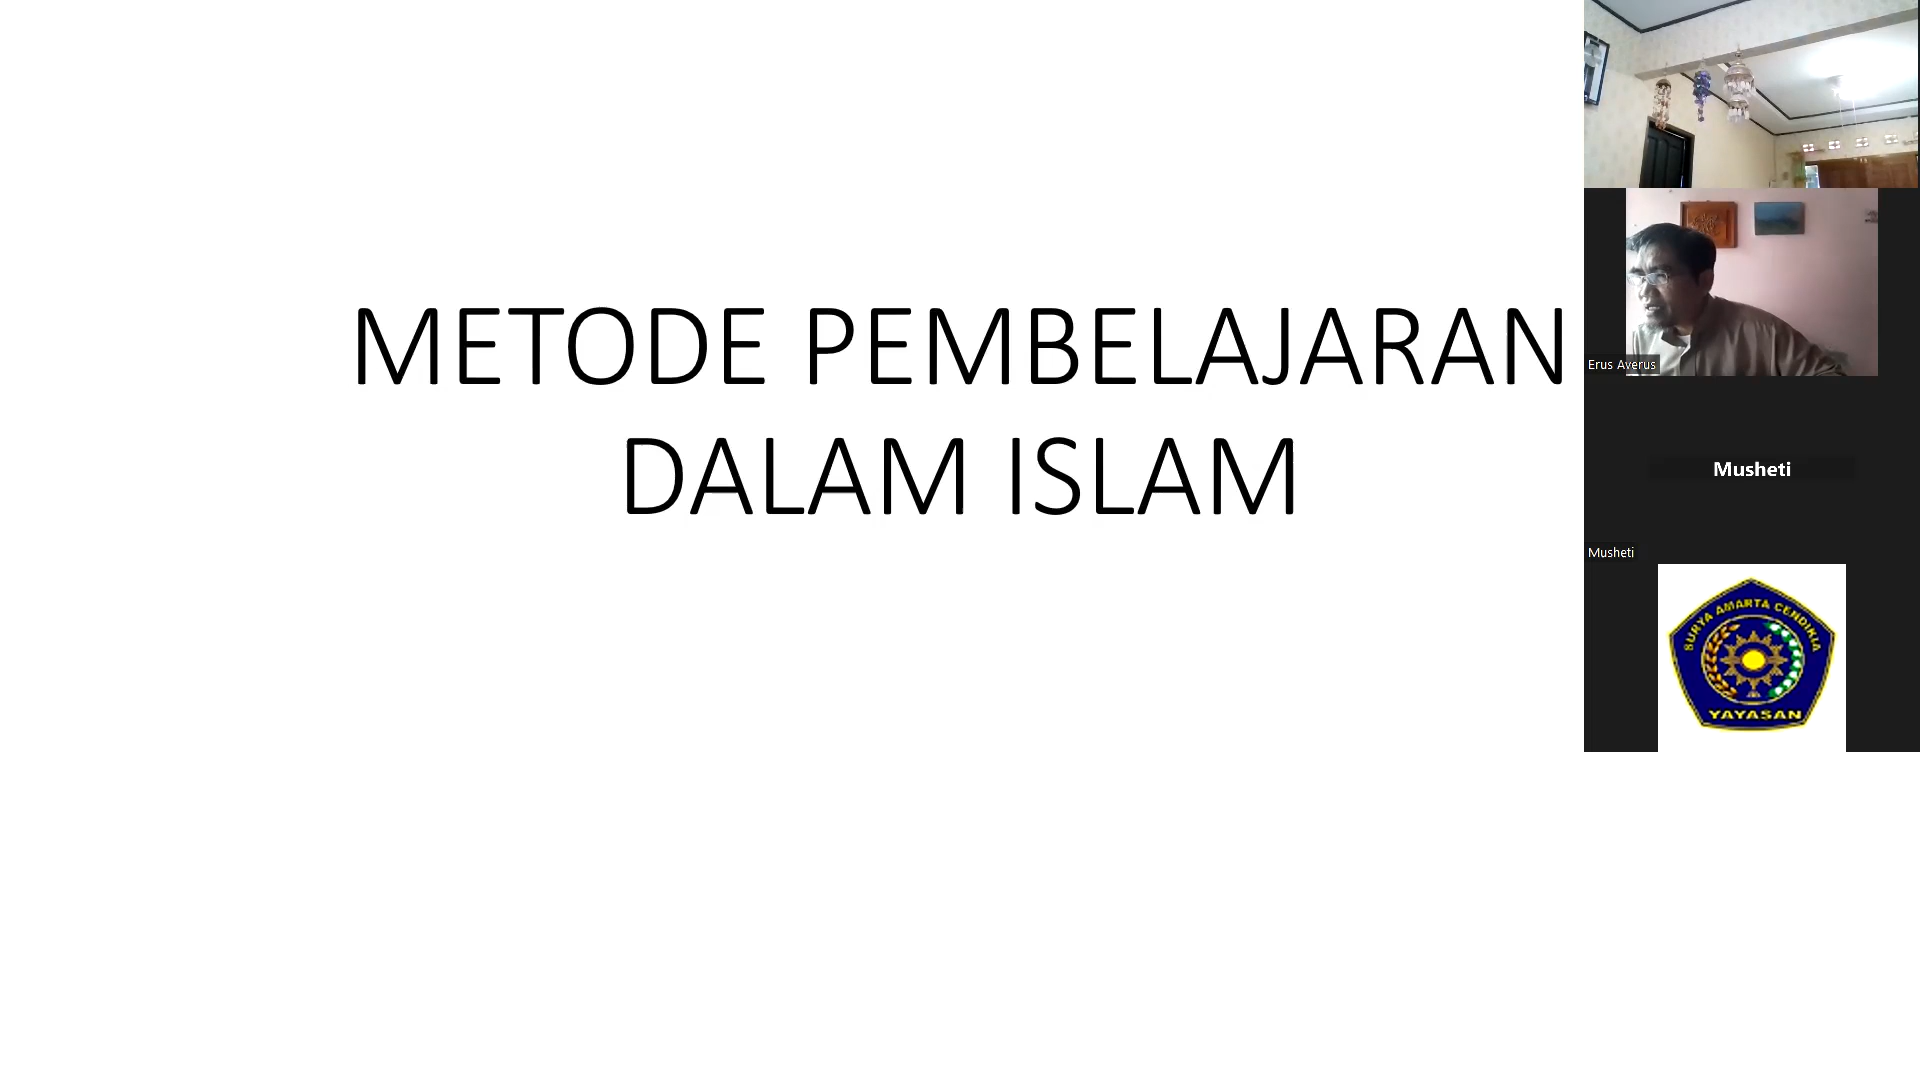 METODE PEMBELAJARAN
DALAM ISLAM
Erus Averus
Musheti
Musheti
SURYA AMARTA CENDIKIA
YAYASAN